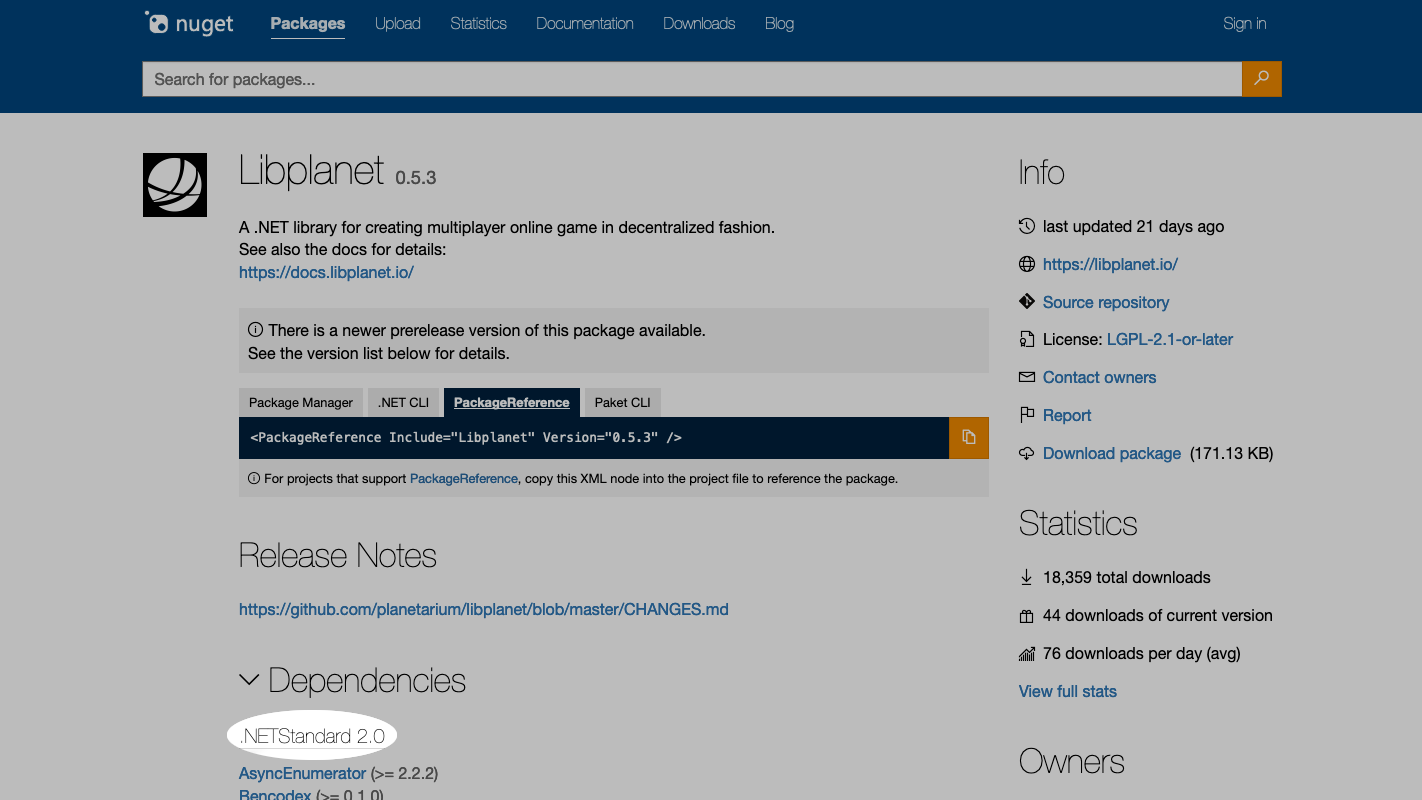 nuget
Packages Upload Statistics Documentation Downloads Blog Sign in
Search for packages...
Libplanet 0.5.3
A .NET library for creating multiplayer online game in decentralized fashion.
See also the docs for details:
https://docs.libplanet.io/
There is a newer prerelease version of this package available.
See the version list below for details.
Package Manager .NET CLI PackageReference Paket CLI
<PackageReference Include="Libplanet" Version="0.5.3" />
For projects that support PackageReference, copy this XML node into the project file to reference the package.
Release Notes
https://github.com/planetarium/libplanet/blob/master/CHANGES.md
Dependencies
.NETStandard 2.0
AsyncEnumerator (>= 2.2.2)
Bencodex (>= 0.1.0)
Info
last updated 21 days ago
https://libplanet.io/
Source repository
License: LGPL-2.1-or-later
Contact owners
Report
Download package (171.13 KB)
Statistics
18,359 total downloads
44 downloads of current version
76 downloads per day (avg)
View full stats
Owners